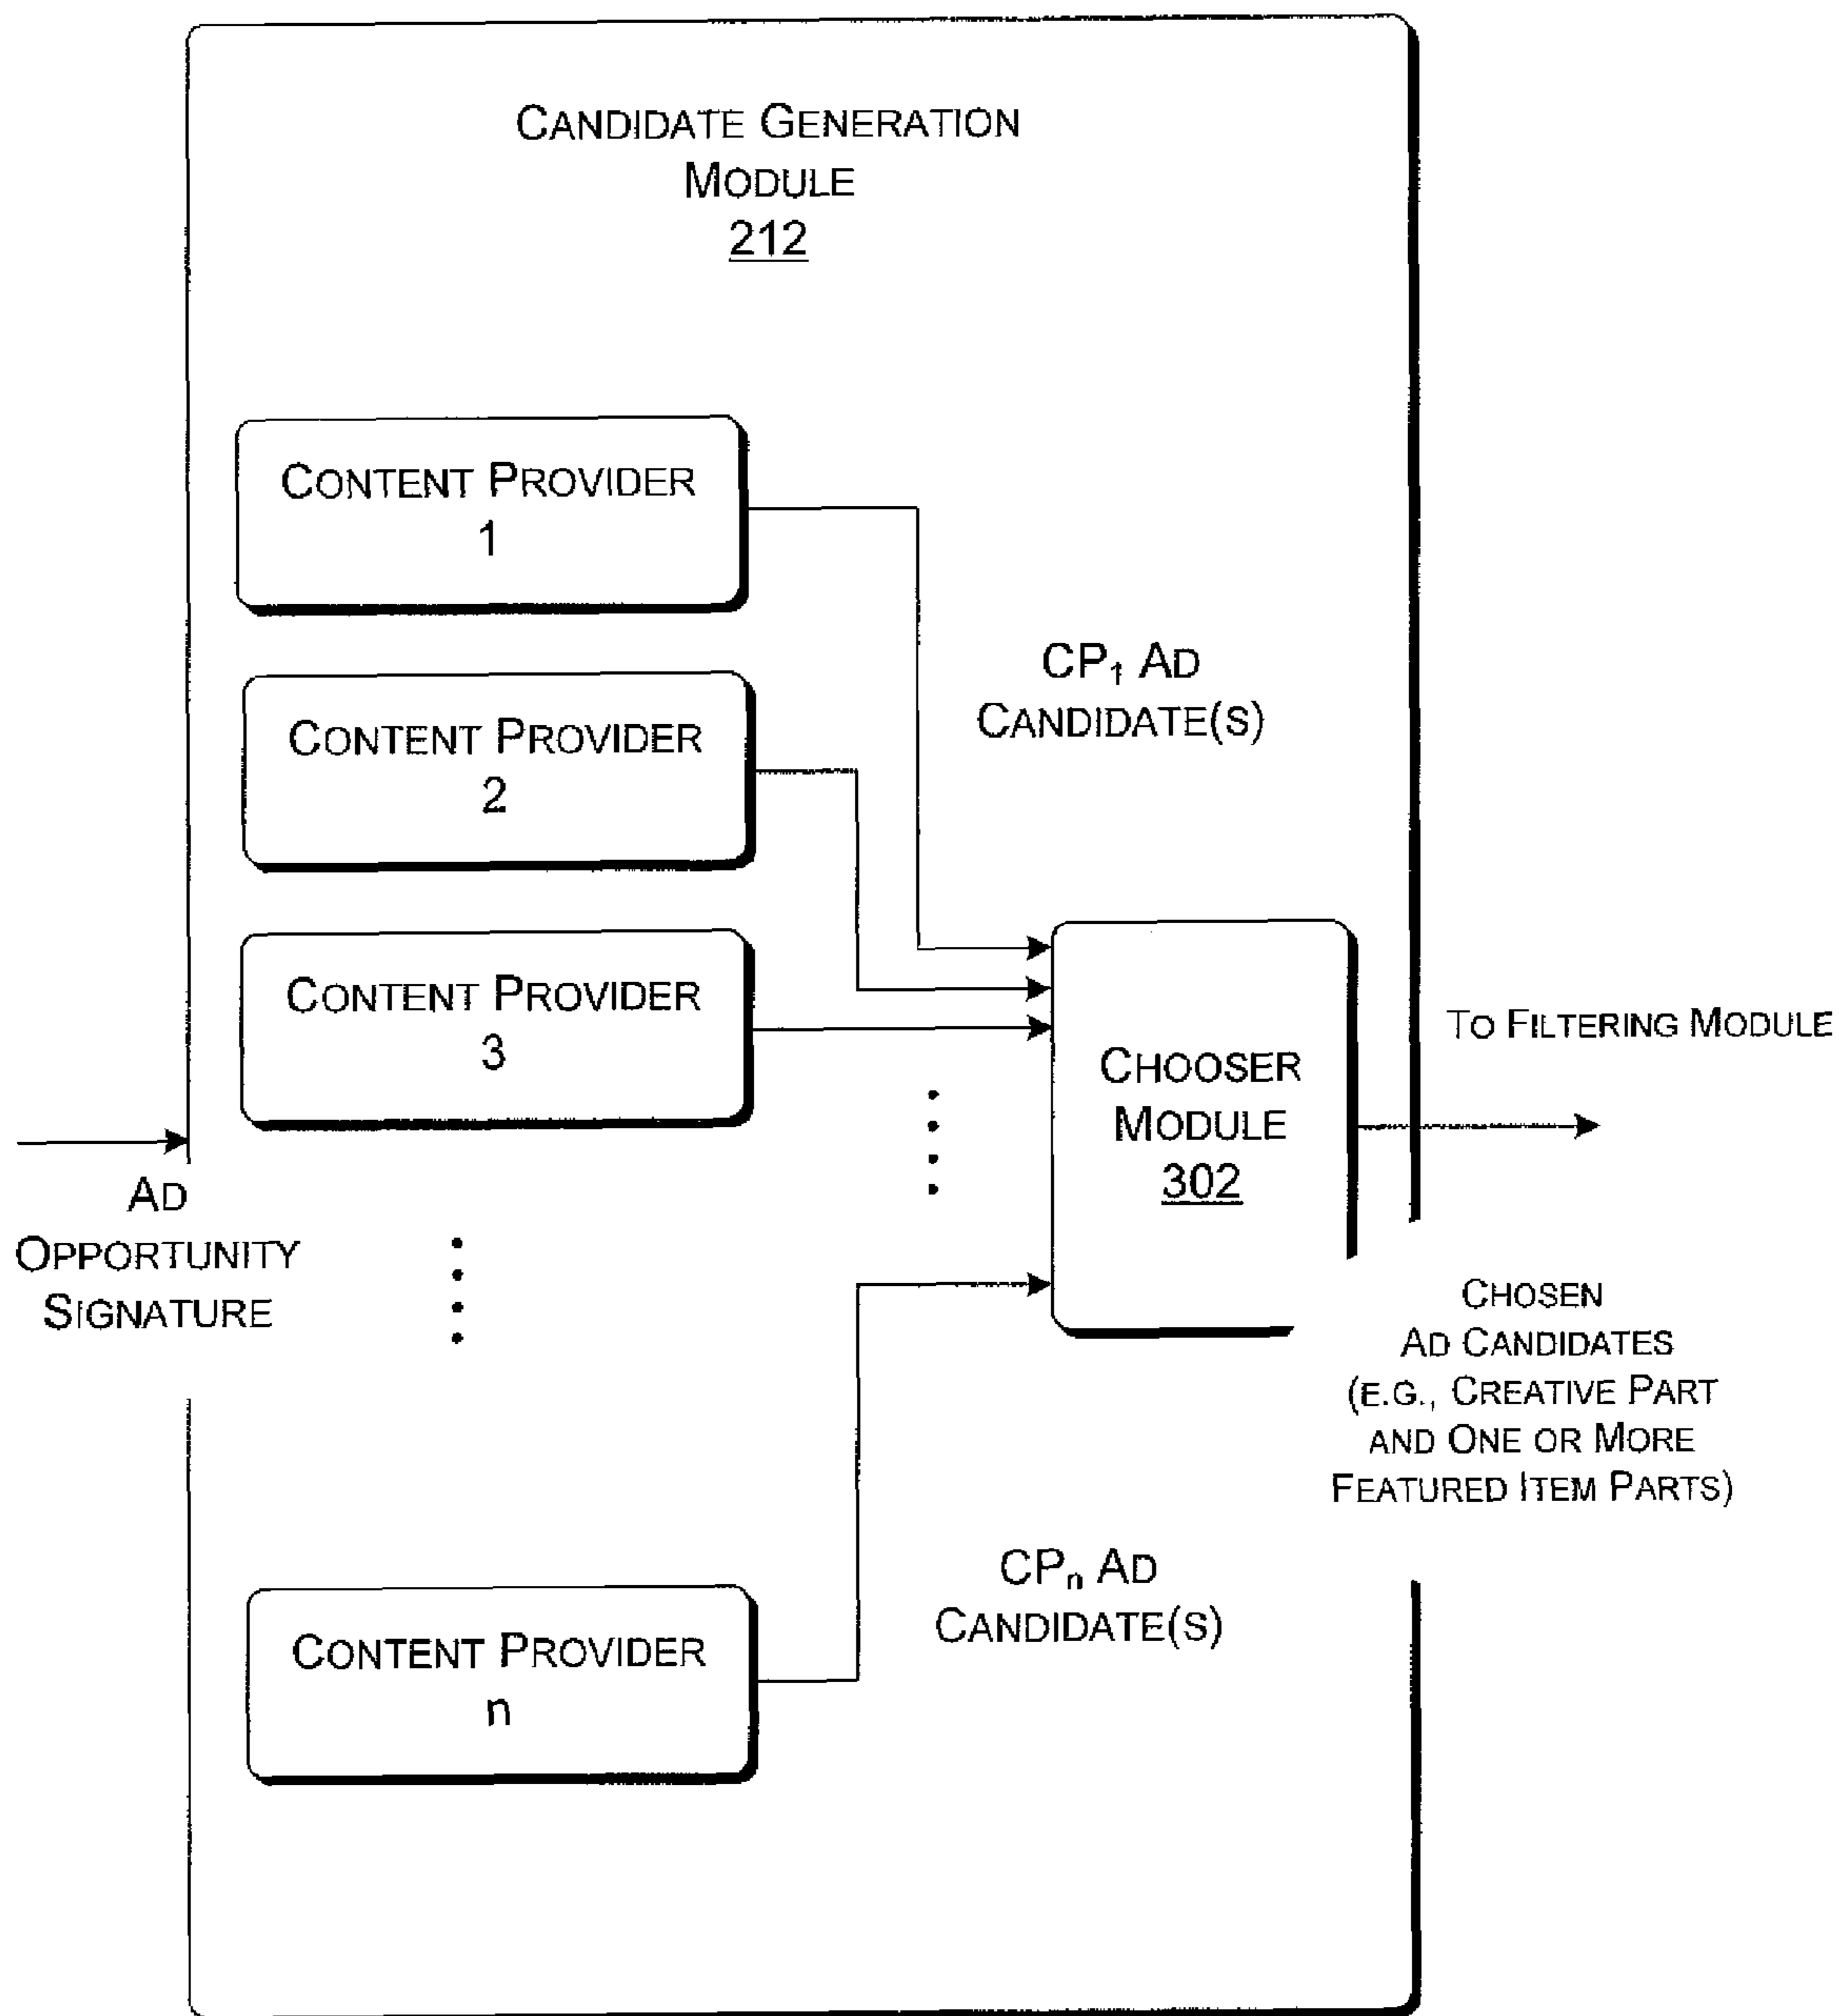 CANDIDATE GENERATION
MODULE
212
CONTENT PROVIDER
1
CP₁ AD
CANDIDATE(S)
CONTENT PROVIDER
2
CONTENT PROVIDER
3
CHOOSER
MODULE
302
TO FILTERING MODULE
AD
OPPORTUNITY
SIGNATURE
CHOSEN
AD CANDIDATES
(E.G., CREATIVE PART
AND ONE OR MORE
FEATURED ITEM PARTS)
CPₙ AD
CANDIDATE(S)
CONTENT PROVIDER
n